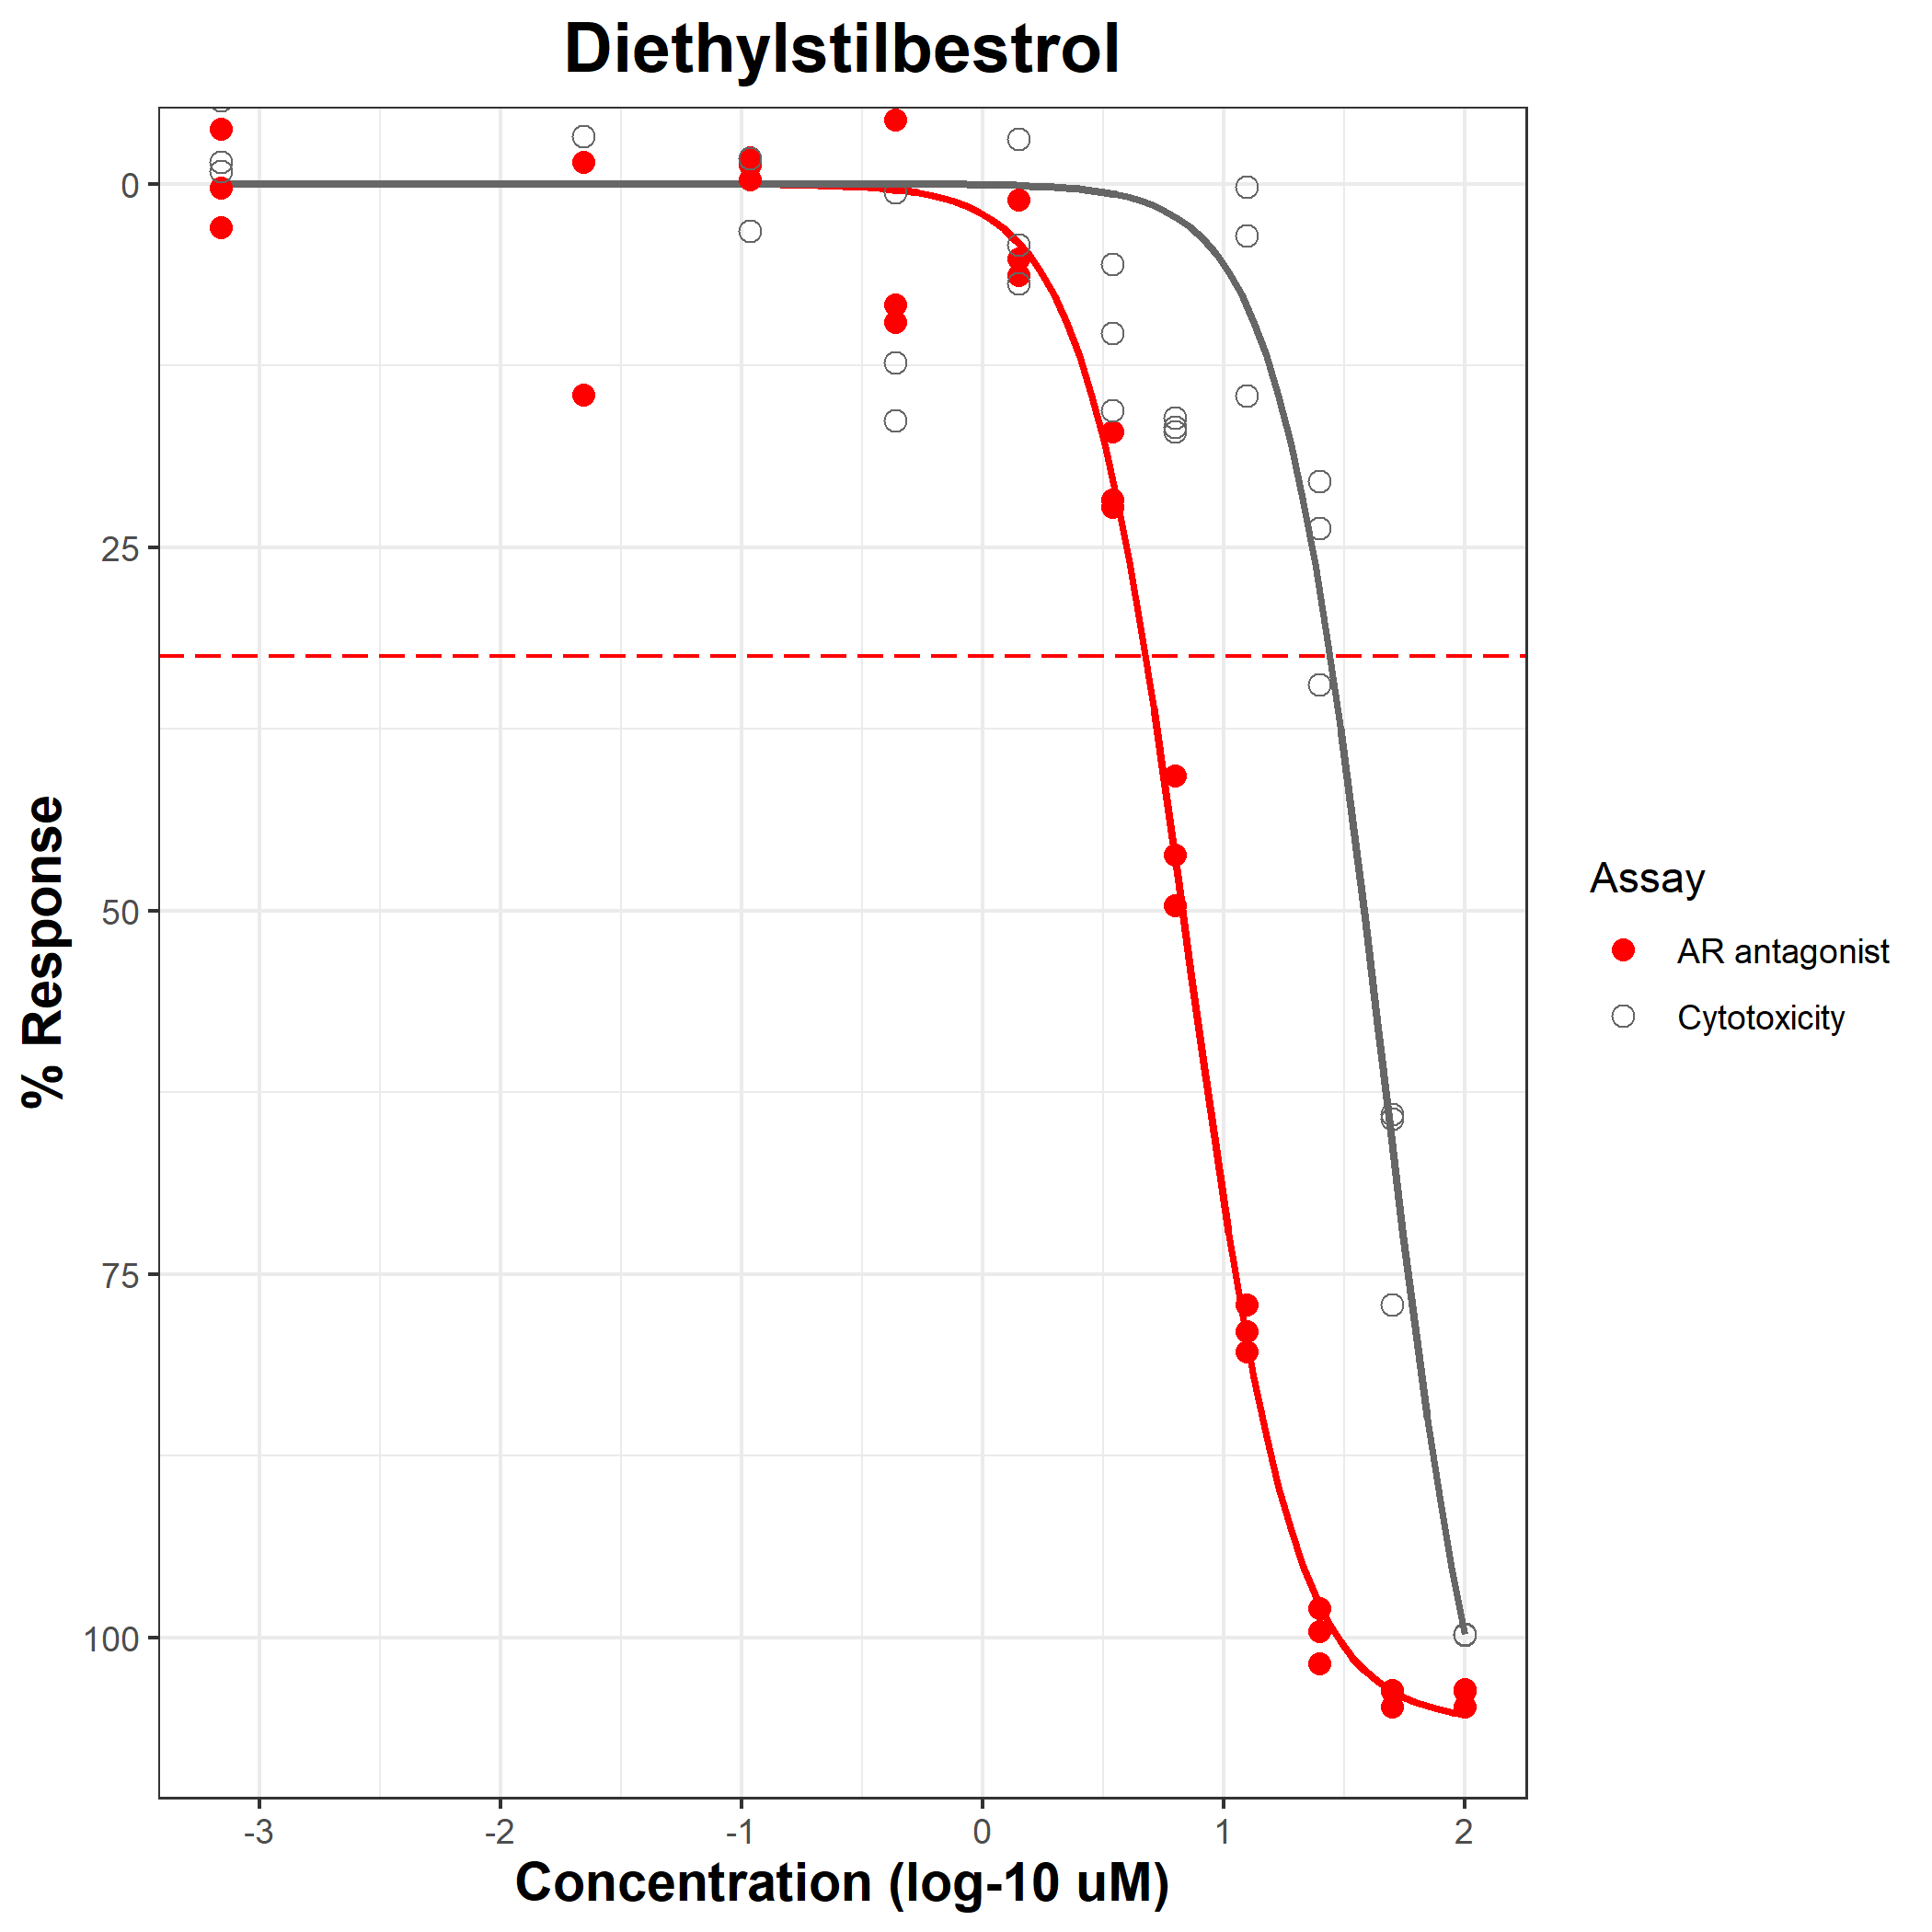 Diethylstilbestrol
% Response
0
25
50
75
100
-3 -2 -1 0 1 2
Concentration (log-10 uM)
Assay
AR antagonist
Cytotoxicity